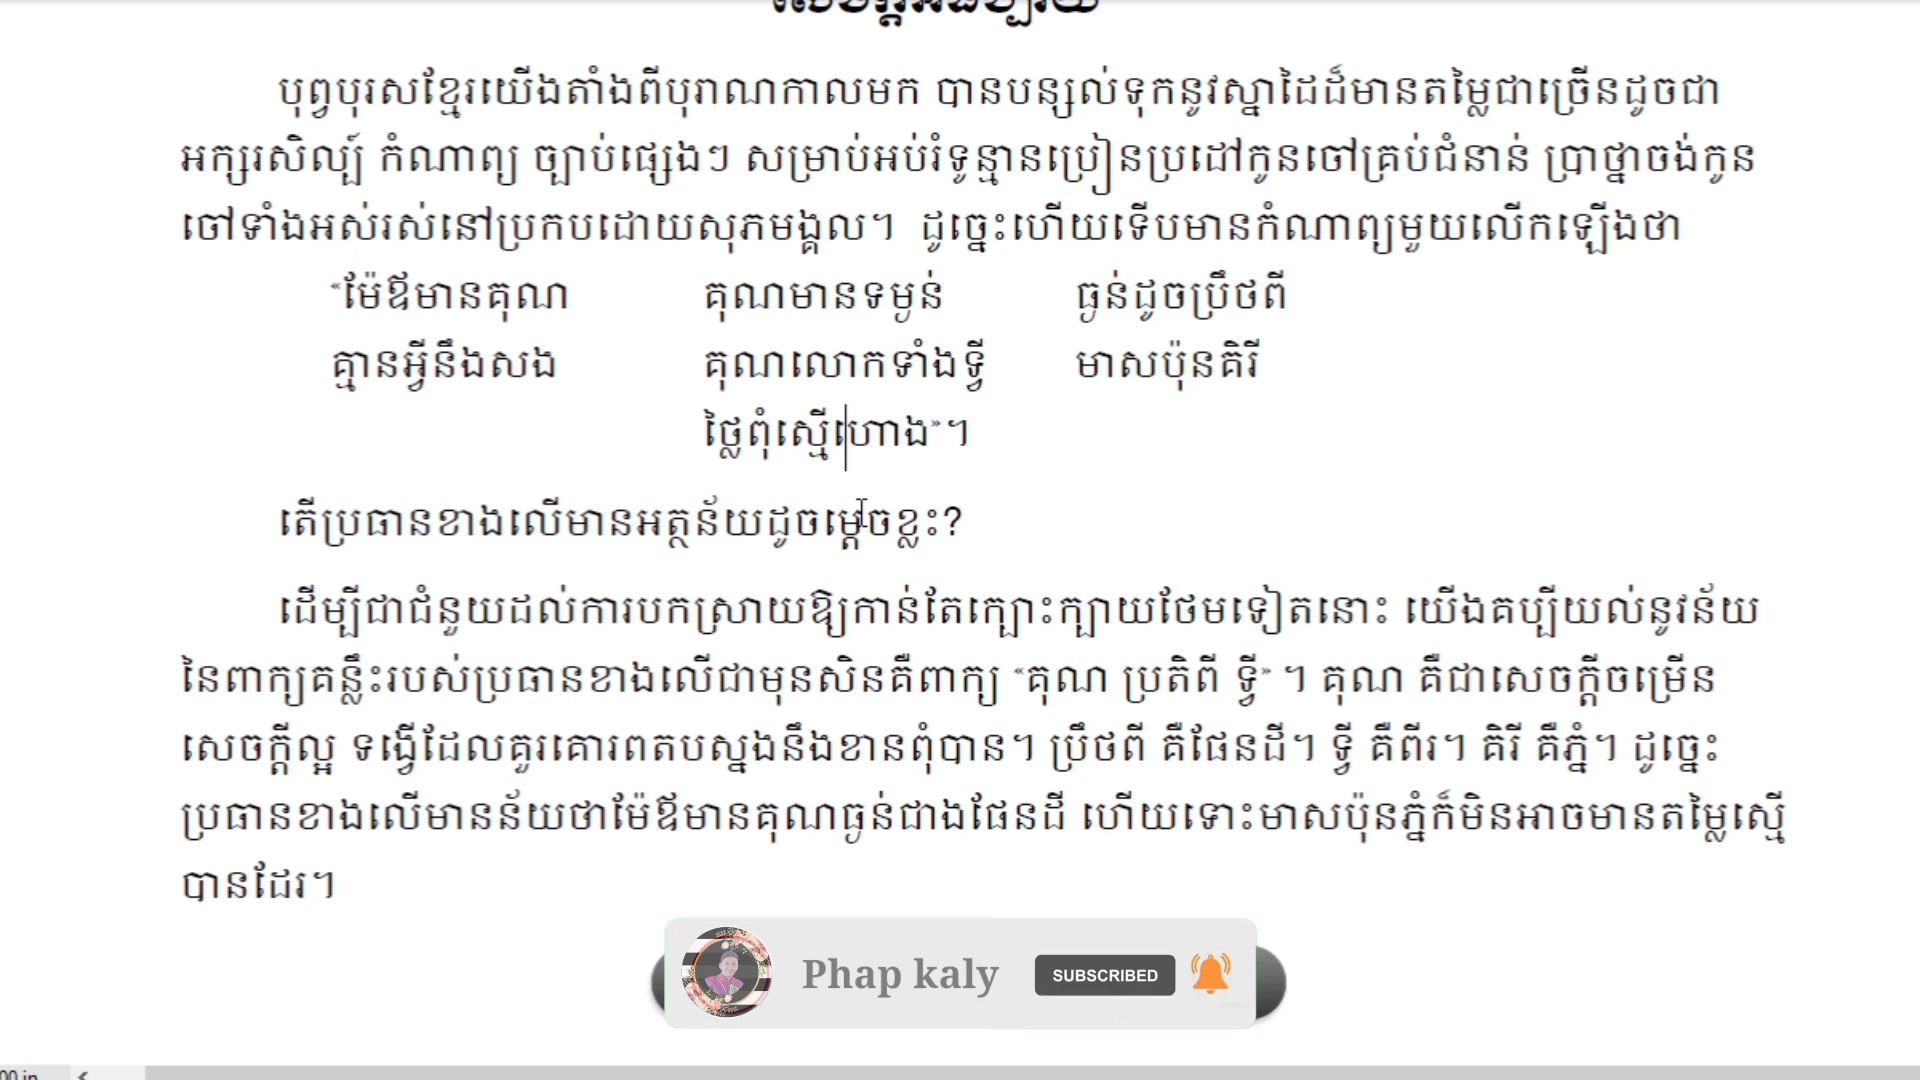 សេចក្តីអធិប្បាយ
បុព្វបុរសខ្មែរយើងតាំងពីបុរាណកាលមក បានបន្សល់ទុកនូវស្នាដៃដ៏មានតម្លៃជាច្រើនដូចជា
អក្សរសិល្ប៍ កំណាព្យ ច្បាប់ផ្សេងៗ សម្រាប់អប់រំទូន្មានប្រៀនប្រដៅកូនចៅគ្រប់ជំនាន់ ប្រាថ្នាចង់កូន
ចៅទាំងអស់រស់នៅប្រកបដោយសុភមង្គល។ ដូច្នេះហើយទើបមានកំណាព្យមួយលើកឡើងថា
«ម៉ែឪមានគុណ គុណមានទម្ងន់ ធ្ងន់ដូចប្រឹថពី
គ្មានអ្វីនឹងសង គុណលោកទាំងទ្វី មាសប៉ុនគិរី
ថ្លៃពុំស្មើហោង»។
តើប្រធានខាងលើមានអត្ថន័យដូចម្តេចខ្លះ?
ដើម្បីជាជំនួយដល់ការបកស្រាយឱ្យកាន់តែក្បោះក្បាយថែមទៀតនោះ យើងគប្បីយល់នូវន័យ
នៃពាក្យគន្លឹះរបស់ប្រធានខាងលើជាមុនសិនគឺពាក្យ «គុណ ប្រតិពី ទ្វី» ។ គុណ គឺជាសេចក្តីចម្រើន
សេចក្តីល្អ ទង្វើដែលគួរគោរពតបស្នងនឹងខានពុំបាន។ ប្រឹថពី គឺផែនដី។ ទ្វី គឺពីរ។ គិរី គឺភ្នំ។ ដូច្នេះ
ប្រធានខាងលើមានន័យថាម៉ែឪមានគុណធ្ងន់ជាងផែនដី ហើយទោះមាសប៉ុនភ្នំក៏មិនអាចមានតម្លៃស្មើ
បានដែរ។
Phap kaly SUBSCRIBED